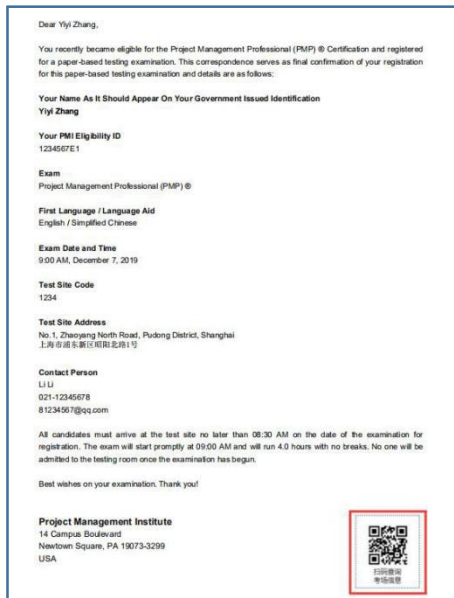 Dear Yiyi Zhang,
You recently became eligible for the Project Management Professional (PMP) ® Certification and registered
for a paper-based testing examination. This correspondence serves as final confirmation of your registration
for this paper-based testing examination and details are as follows:
Your Name As It Should Appear On Your Government Issued Identification
Yiyi Zhang
Your PMI Eligibility ID
1234567E1
Exam
Project Management Professional (PMP) ®
First Language / Language Aid
English / Simplified Chinese
Exam Date and Time
9:00 AM, December 7, 2019
Test Site Code
1234
Test Site Address
No.1, Zhaoyang North Road, Pudong District, Shanghai
上海市浦东新区昭阳北路1号
Contact Person
Li Li
021-12345678
81234567@qq.com
All candidates must arrive at the test site no later than 08:30 AM on the date of the examination for
registration. The exam will start promptly at 09:00 AM and will run 4.0 hours with no breaks. No one will be
admitted to the testing room once the examination has begun.
Best wishes on your examination. Thank you!
Project Management Institute
14 Campus Boulevard
Newtown Square, PA 19073-3299
USA
扫码查询
考场信息